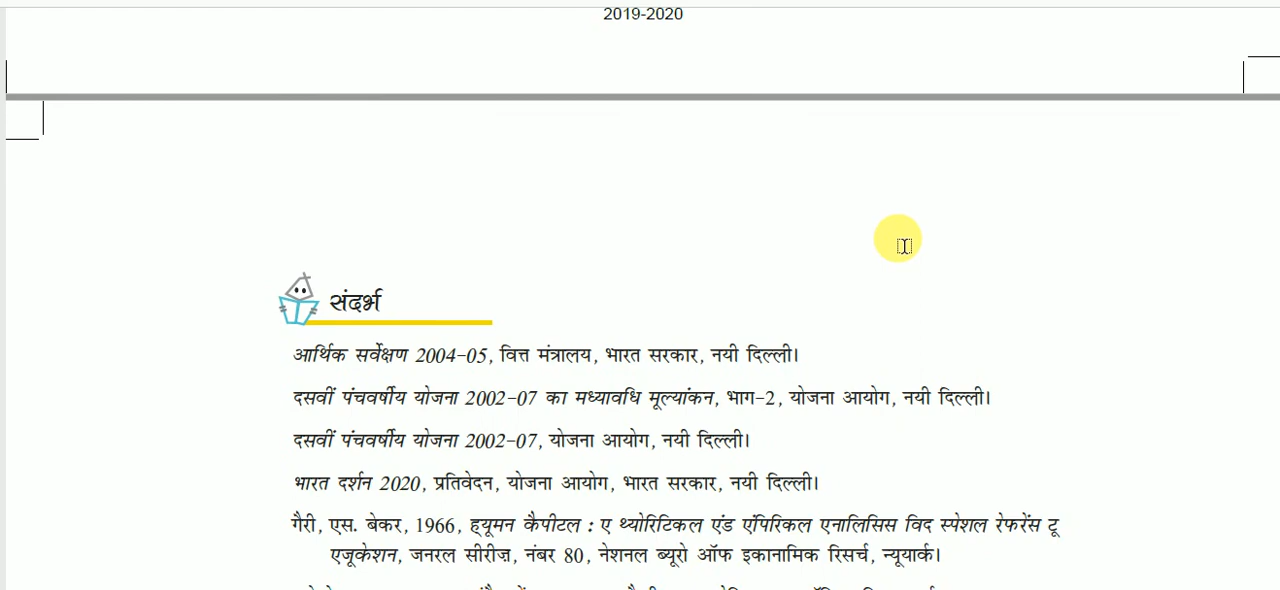 2019-2020
संदर्भ
आर्थिक सर्वेक्षण 2004-05, वित्त मंत्रालय, भारत सरकार, नयी दिल्ली।
दसवीं पंचवर्षीय योजना 2002-07 का मध्यावधि मूल्यांकन, भाग-2, योजना आयोग, नयी दिल्ली।
दसवीं पंचवर्षीय योजना 2002-07, योजना आयोग, नयी दिल्ली।
भारत दर्शन 2020, प्रतिवेदन, योजना आयोग, भारत सरकार, नयी दिल्ली।
गैरी, एस. बेकर, 1966, ह्यूमन कैपीटल : ए थ्योरिटिकल एंड एंपिरिकल एनालिसिस विद स्पेशल रेफरेंस टू
एजूकेशन, जनरल सीरीज, नंबर 80, नेशनल ब्यूरो ऑफ इकानामिक रिसर्च, न्यूयार्क।